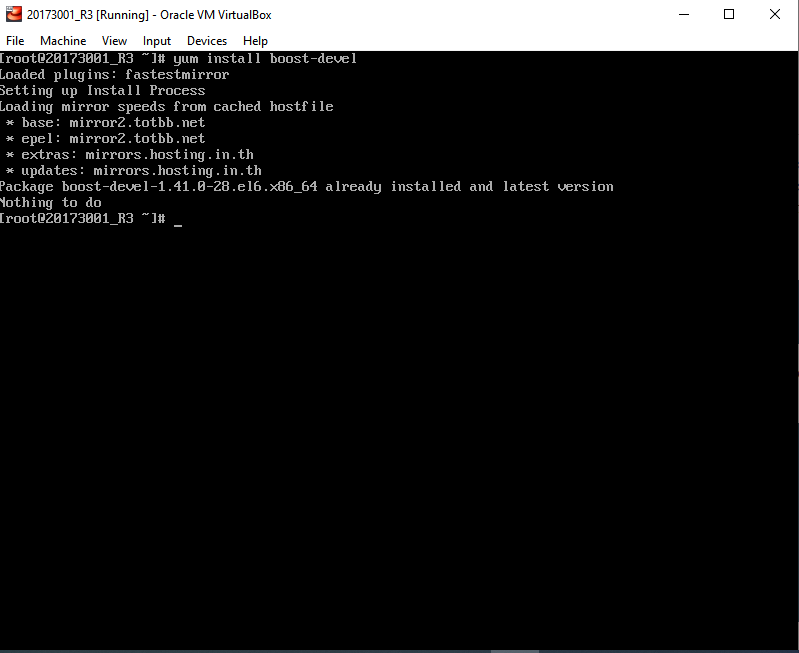 20173001_R3 [Running] - Oracle VM VirtualBox
File Machine View Input Devices Help
[root@20173001_R3 ~]# yum install boost-devel
Loaded plugins: fastestmirror
Setting up Install Process
Loading mirror speeds from cached hostfile
 * base: mirror2.totbb.net
 * epel: mirror2.totbb.net
 * extras: mirrors.hosting.in.th
 * updates: mirrors.hosting.in.th
Package boost-devel-1.41.0-28.el6.x86_64 already installed and latest version
Nothing to do
[root@20173001_R3 ~]# _